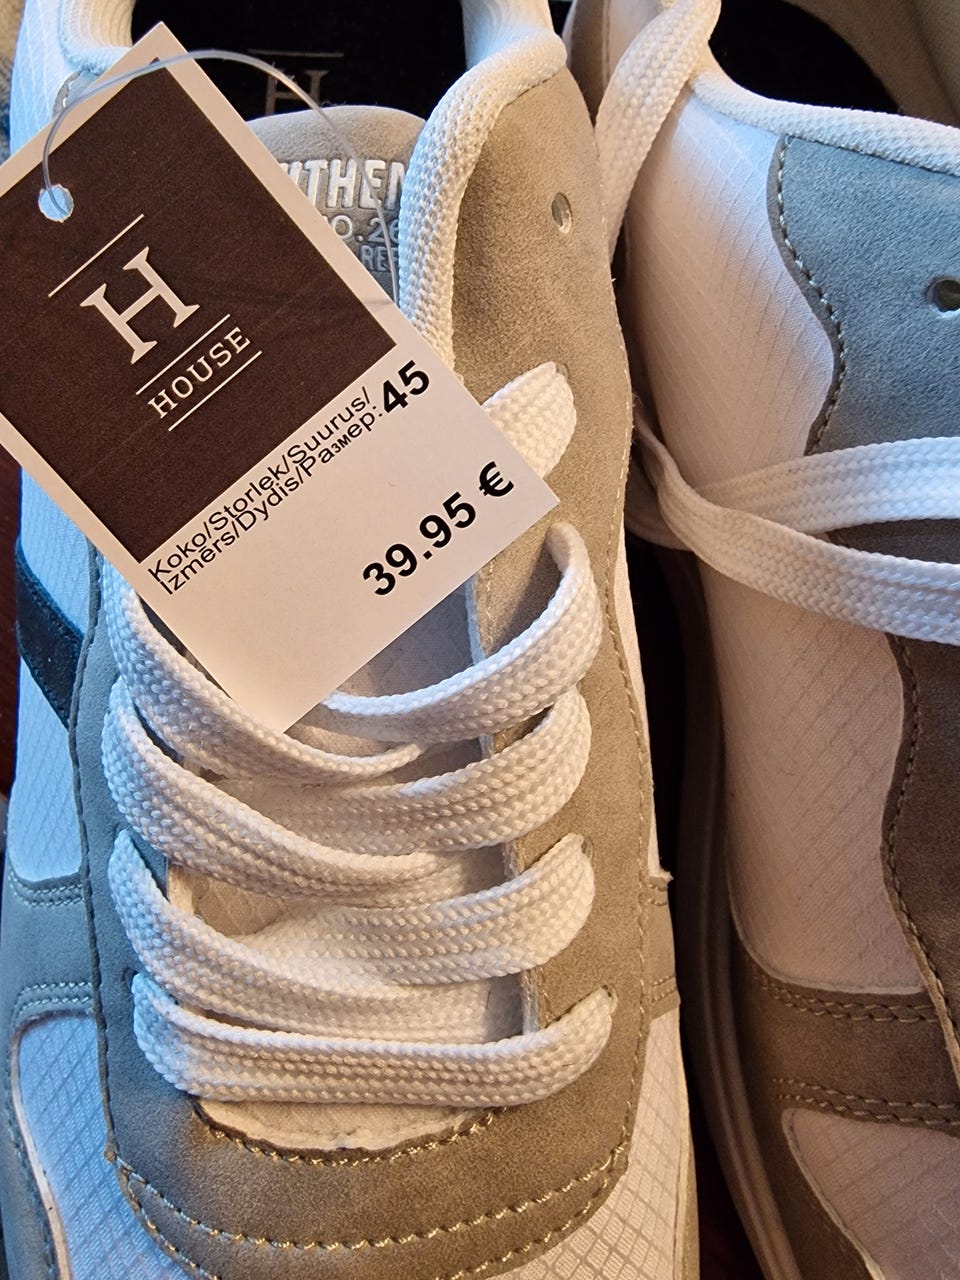 H
HOUSE
Koko/Storlek/Suurus/
Izmērs/Dydis/Размер:45
39.95 €
H